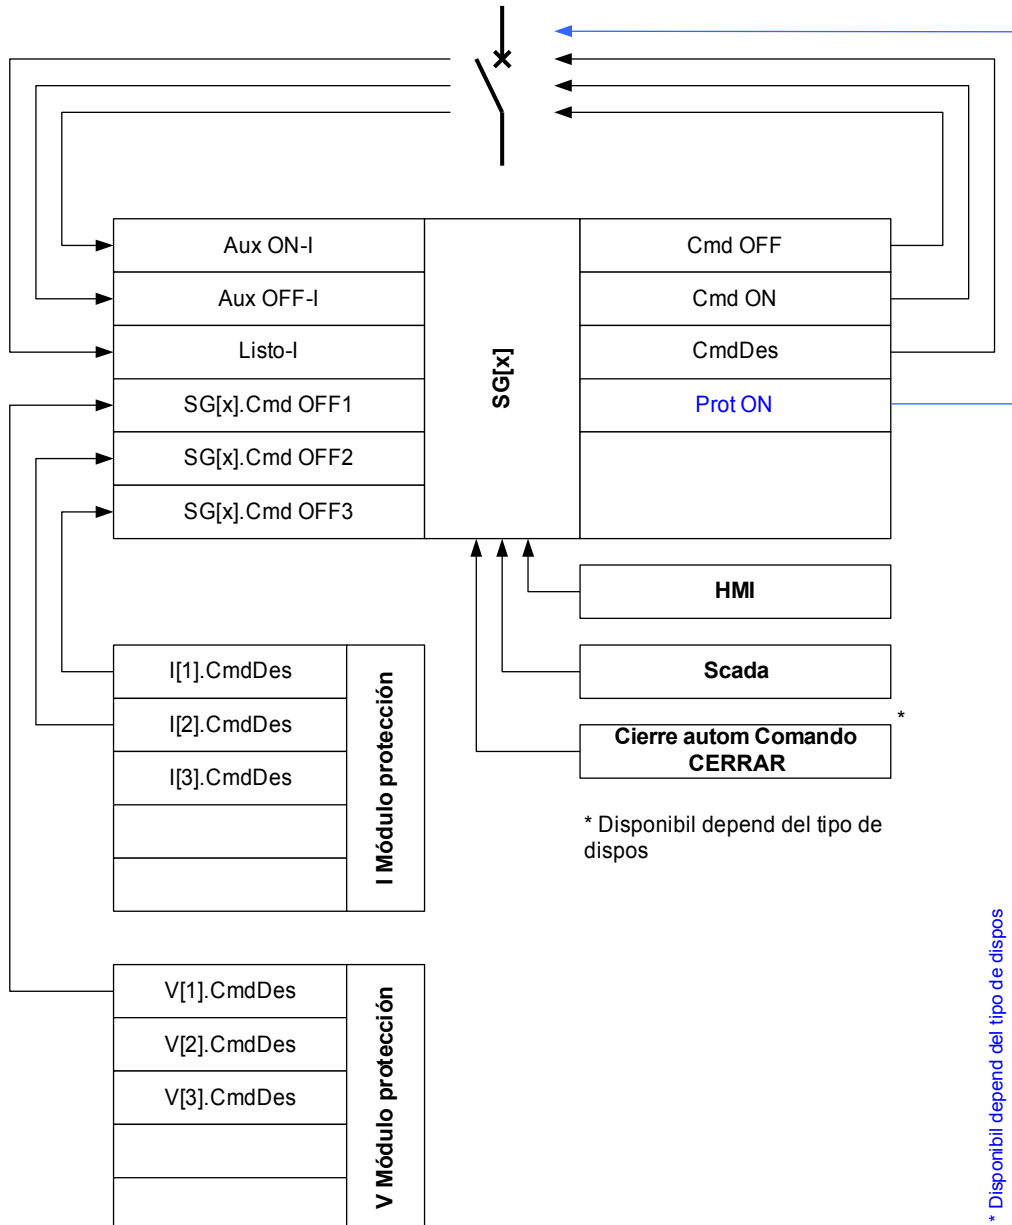 Aux ON-I
Aux OFF-I
Listo-I
SG[x].Cmd OFF1
SG[x].Cmd OFF2
SG[x].Cmd OFF3
SG[x]
Cmd OFF
Cmd ON
CmdDes
Prot ON
HMI
Scada
Cierre autom Comando
CERRAR
*
* Disponibil depend del tipo de
dispos
I[1].CmdDes
I[2].CmdDes
I[3].CmdDes
I Módulo protección
V[1].CmdDes
V[2].CmdDes
V[3].CmdDes
V Módulo protección
* Disponibil depend del tipo de dispos